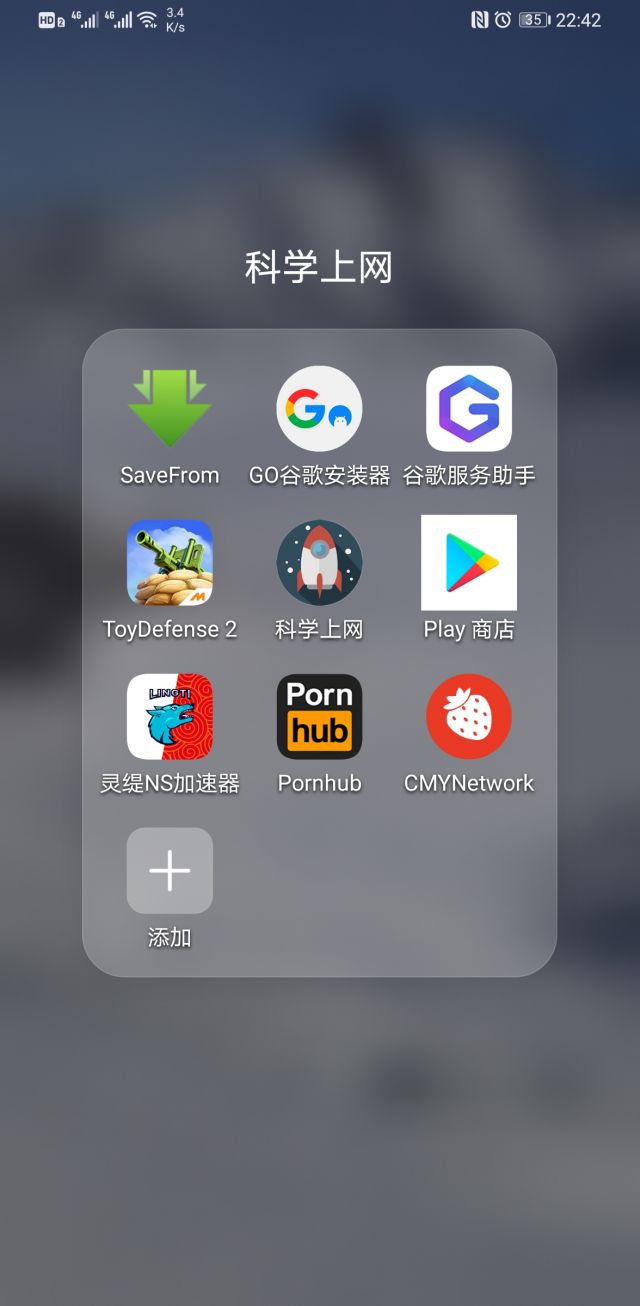 HD 2 4G 4G 3.4 K/s 35 22:42
科学上网
SaveFrom GO谷歌安装器 谷歌服务助手
ToyDefense 2 科学上网 Play 商店
LINGTI Porn hub
灵缇NS加速器 Pornhub CMYNetwork
添加